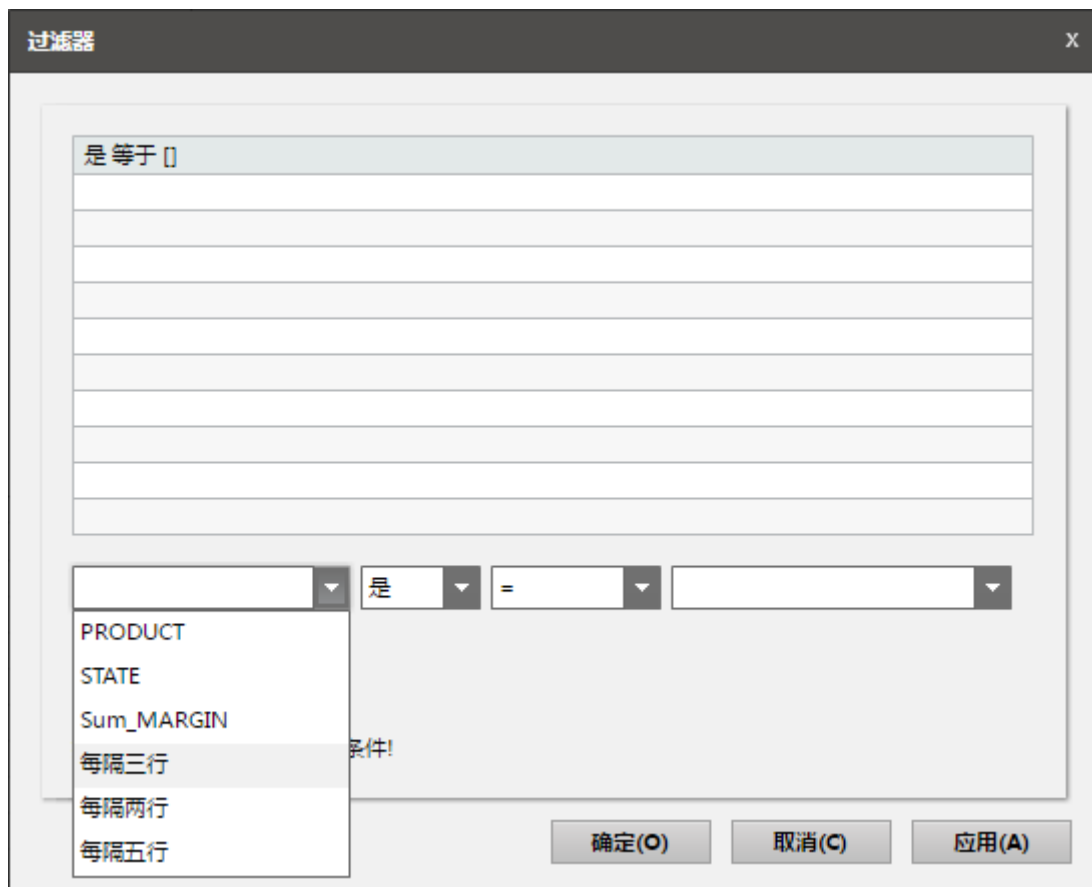 过滤器 x
是 等于 []
是 =
PRODUCT
STATE
Sum_MARGIN
每隔三行
条件!
每隔两行
每隔五行
确定(O) 取消(C) 应用(A)